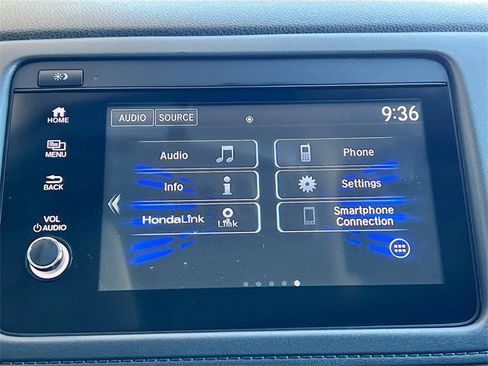 AUDIO SOURCE 9:36
HOME
MENU
BACK
VOL
AUDIO
Audio
Phone
Info
i
Settings
HondaLink
Link
Smartphone
Connection